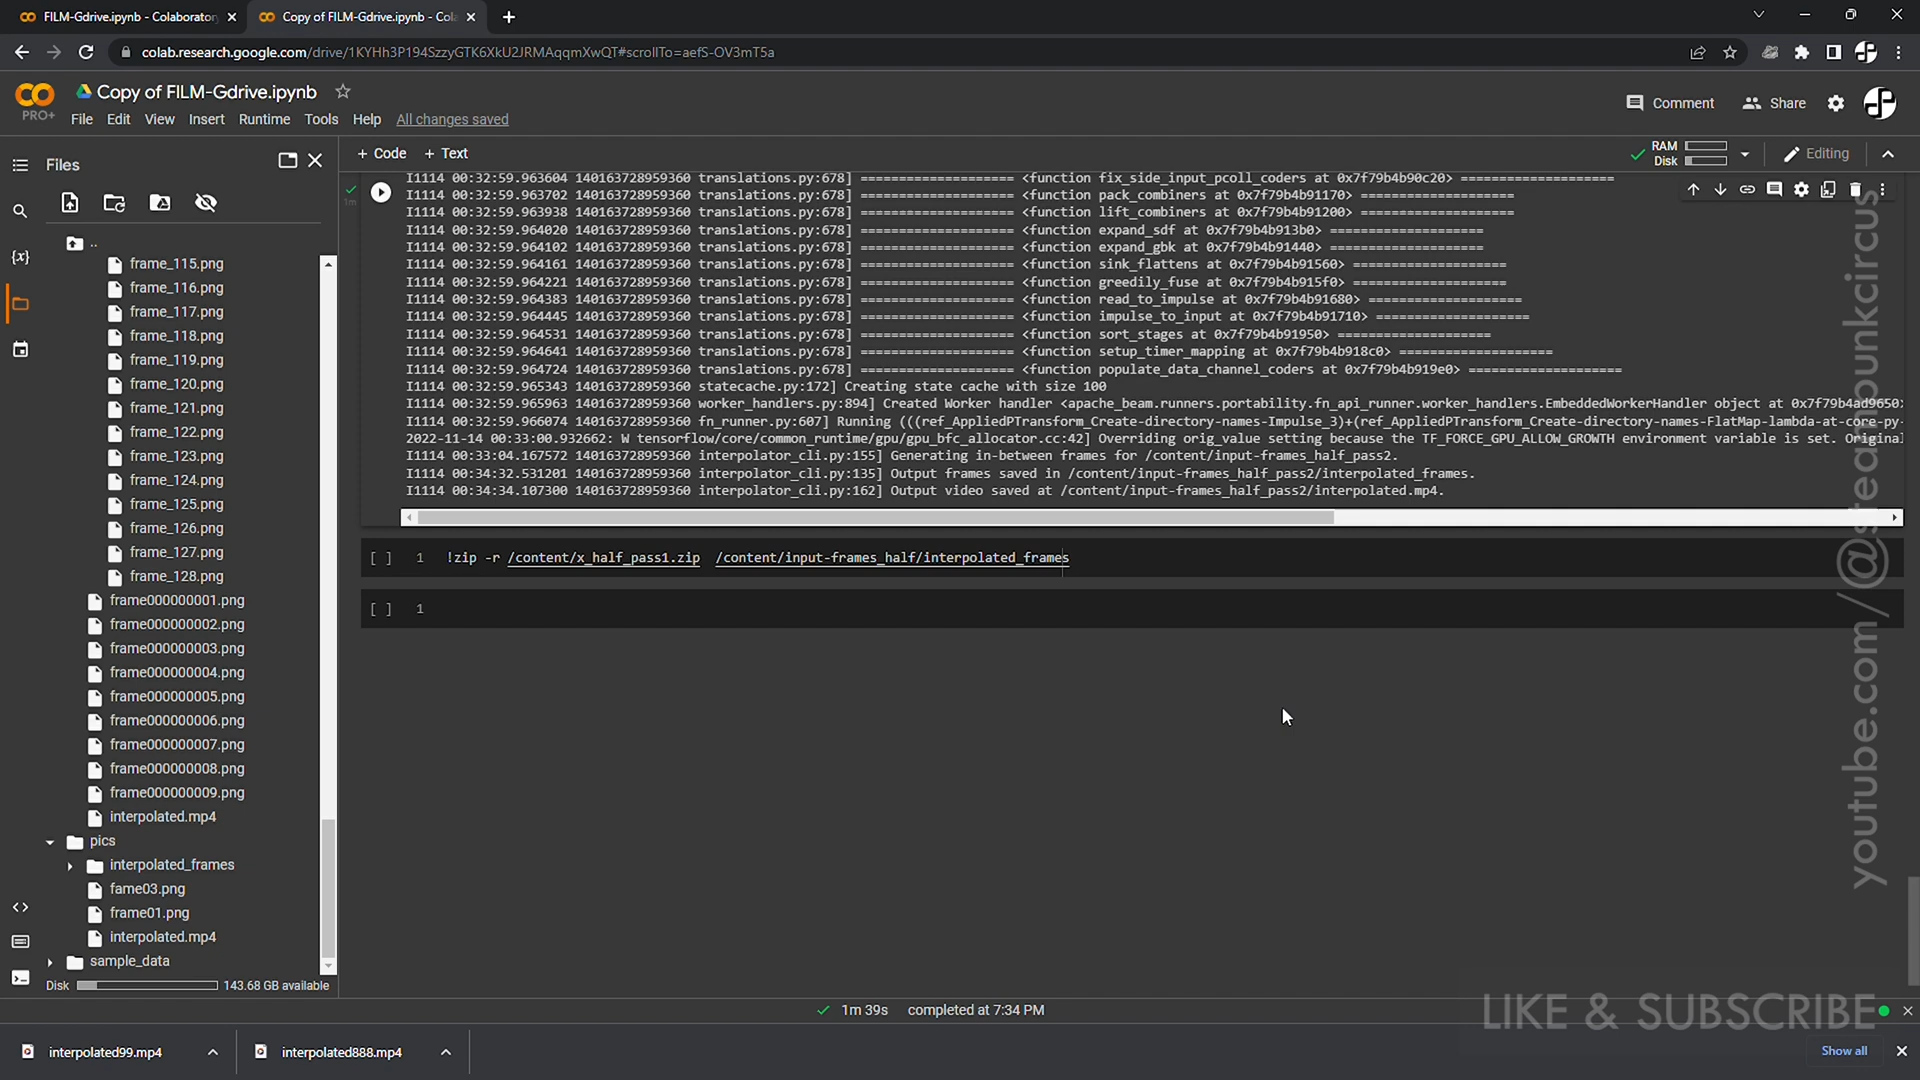 FILM-Gdrive.ipynb - Colaborator
Copy of FILM-Gdrive.ipynb - Col
colab.research.google.com/drive/1KYHh3P194SzzyGTK6XkU2JRMAqqmXwQT#scrollTo=aefS-OV3mT5a
PRO+
Copy of FILM-Gdrive.ipynb
File Edit View Insert Runtime Tools Help All changes saved
Comment
Share
Files
+ Code + Text
RAM
Disk
Editing
1m
I1114 00:32:59.963604 140163728959360 translations.py:678] ==================== <function fix_side_input_pcoll_coders at 0x7f79b4b90c20> ====================
I1114 00:32:59.963702 140163728959360 translations.py:678] ==================== <function pack_combiners at 0x7f79b4b91170> ====================
I1114 00:32:59.963938 140163728959360 translations.py:678] ==================== <function lift_combiners at 0x7f79b4b91200> ====================
I1114 00:32:59.964020 140163728959360 translations.py:678] ==================== <function expand_sdf at 0x7f79b4b913b0> ====================
I1114 00:32:59.964102 140163728959360 translations.py:678] ==================== <function expand_gbk at 0x7f79b4b91440> ====================
I1114 00:32:59.964161 140163728959360 translations.py:678] ==================== <function sink_flattens at 0x7f79b4b91560> ====================
I1114 00:32:59.964221 140163728959360 translations.py:678] ==================== <function greedily_fuse at 0x7f79b4b915f0> ====================
I1114 00:32:59.964383 140163728959360 translations.py:678] ==================== <function read_to_impulse at 0x7f79b4b91680> ====================
I1114 00:32:59.964445 140163728959360 translations.py:678] ==================== <function impulse_to_input at 0x7f79b4b91710> ====================
I1114 00:32:59.964531 140163728959360 translations.py:678] ==================== <function sort_stages at 0x7f79b4b91950> ====================
I1114 00:32:59.964641 140163728959360 translations.py:678] ==================== <function setup_timer_mapping at 0x7f79b4b918c0> ====================
I1114 00:32:59.964724 140163728959360 translations.py:678] ==================== <function populate_data_channel_coders at 0x7f79b4b919e0> ====================
I1114 00:32:59.965343 140163728959360 statecache.py:172] Creating state cache with size 100
I1114 00:32:59.965963 140163728959360 worker_handlers.py:894] Created Worker handler <apache_beam.runners.portability.fn_api_runner.worker_handlers.EmbeddedWorkerHandler object at 0x7f79b4ad9650>
I1114 00:32:59.966074 140163728959360 fn_runner.py:607] Running (((ref_AppliedPTransform_Create-directory-names-Impulse_3)+(ref_AppliedPTransform_Create-directory-names-FlatMap-lambda-at-core-py-
2022-11-14 00:33:00.932662: W tensorflow/core/common_runtime/gpu/gpu_bfc_allocator.cc:42] Overriding orig_value setting because the TF_FORCE_GPU_ALLOW_GROWTH environment variable is set. Original
I1114 00:33:04.167572 140163728959360 interpolator_cli.py:155] Generating in-between frames for /content/input-frames_half_pass2.
I1114 00:34:32.531201 140163728959360 interpolator_cli.py:135] Output frames saved in /content/input-frames_half_pass2/interpolated_frames.
I1114 00:34:34.107300 140163728959360 interpolator_cli.py:162] Output video saved at /content/input-frames_half_pass2/interpolated.mp4.
[ ] 1 !zip -r /content/x_half_pass1.zip /content/input-frames_half/interpolated_frames
[ ] 1
..
frame_115.png
frame_116.png
frame_117.png
frame_118.png
frame_119.png
frame_120.png
frame_121.png
frame_122.png
frame_123.png
frame_124.png
frame_125.png
frame_126.png
frame_127.png
frame_128.png
frame000000001.png
frame000000002.png
frame000000003.png
frame000000004.png
frame000000005.png
frame000000006.png
frame000000007.png
frame000000008.png
frame000000009.png
interpolated.mp4
pics
interpolated_frames
fame03.png
frame01.png
interpolated.mp4
sample_data
Disk 143.68 GB available
youtube.com/@steamounkcircus
LIKE & SUBSCRIBE
1m 39s completed at 7:34 PM
interpolated99.mp4
interpolated888.mp4
Show all